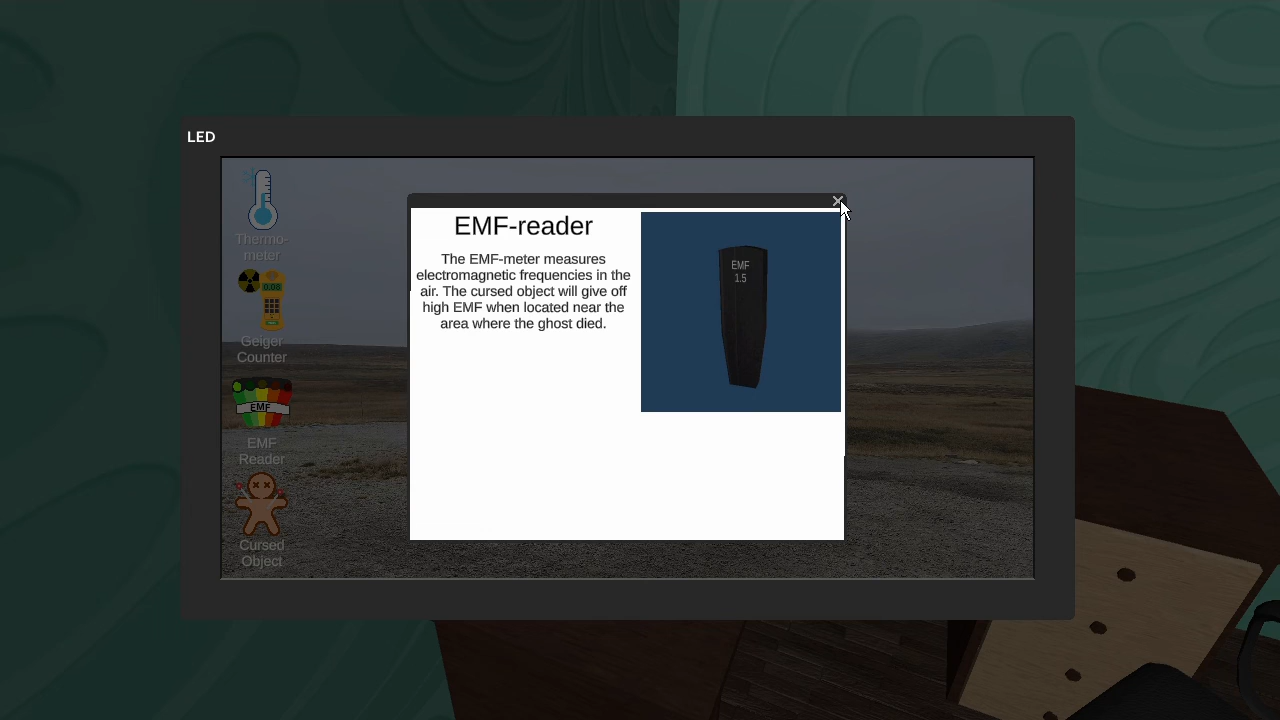 LED
EMF-reader
The EMF-meter measures
electromagnetic frequencies in the
air. The cursed object will give off
high EMF when located near the
area where the ghost died.
EMF
1.5
Thermo-
meter
0.08
Geiger
Counter
EMF
EMF
Reader
Cursed
Object